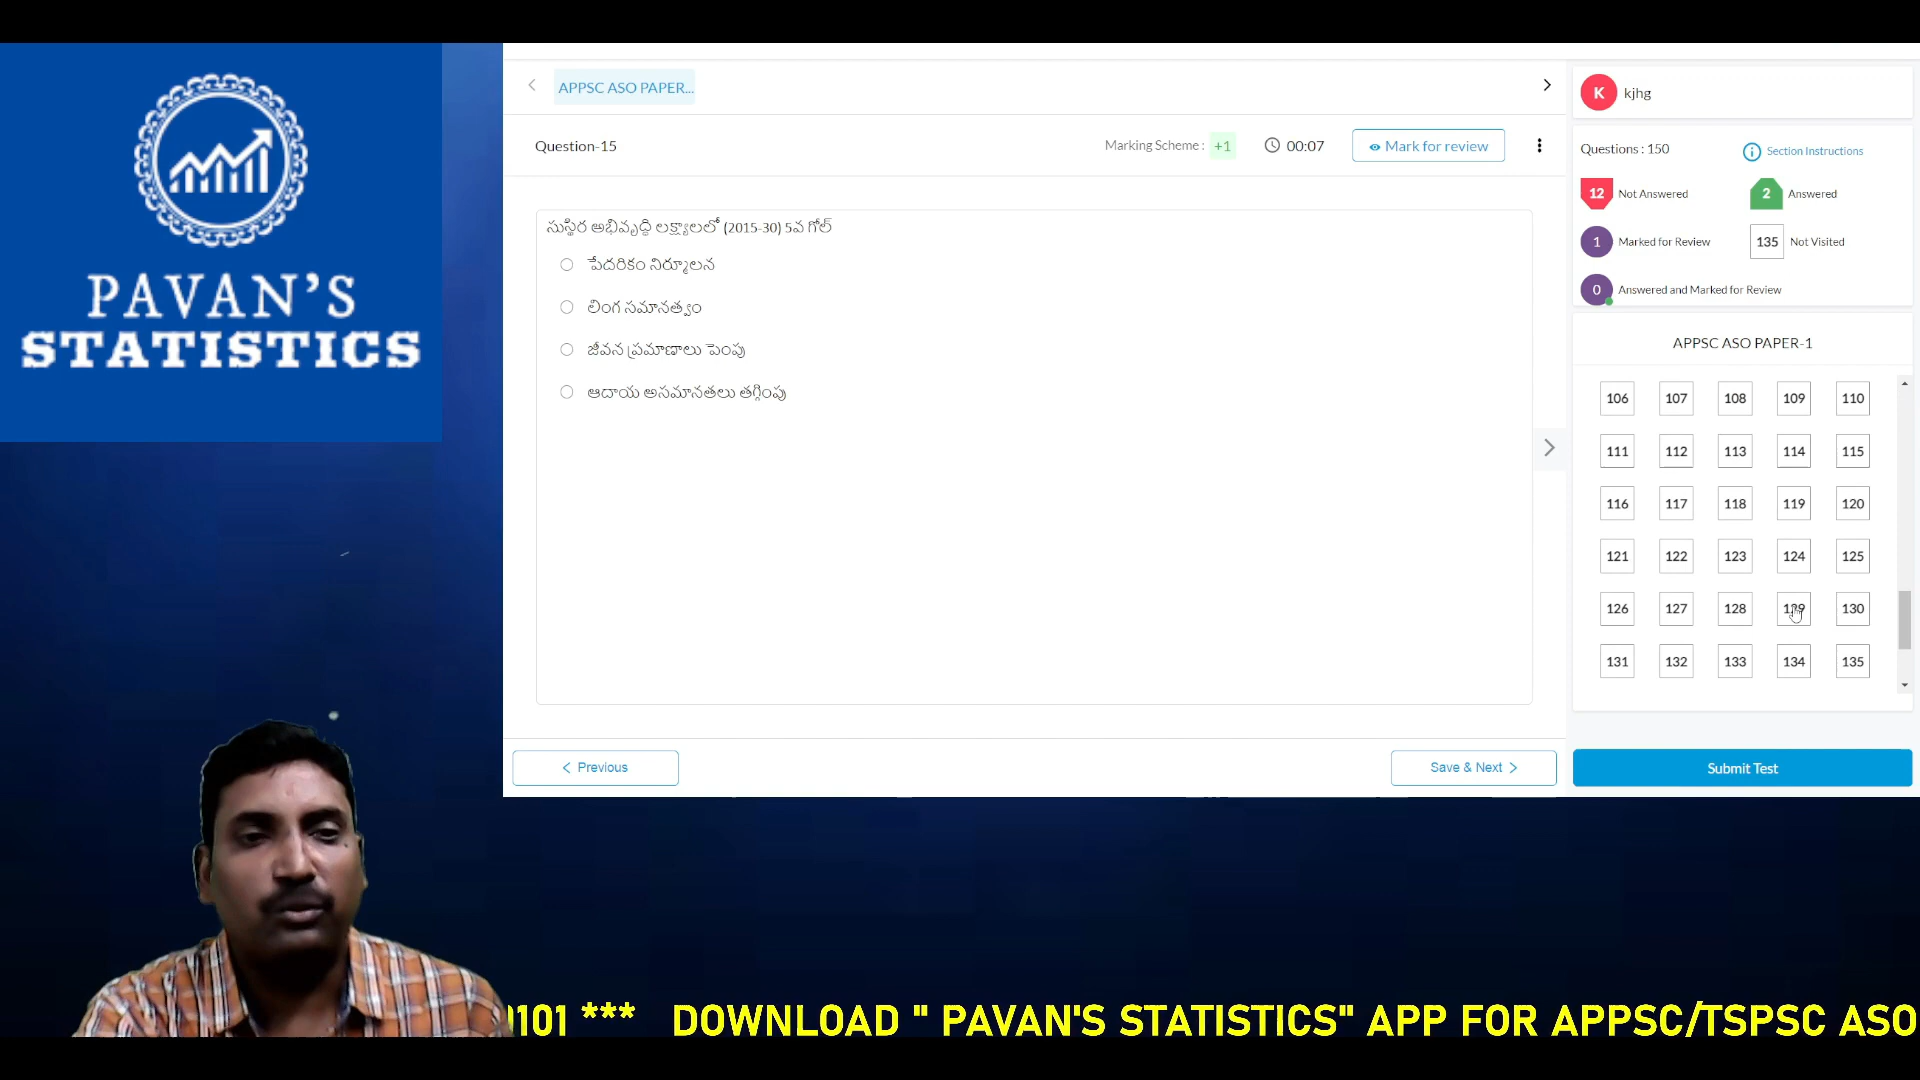 PAVAN'S
STATISTICS
APPSC ASO PAPER...
Question-15
Marking Scheme : +1
00:07
Mark for review
సుస్థిర అభివృద్ధి లక్ష్యాలలో (2015-30) 5వ గోల్
పేదరికం నిర్మూలన
లింగ సమానత్వం
జీవన ప్రమాణాలు పెంపు
ఆదాయ అసమానతలు తగ్గింపు
Previous
Save & Next
K kjhg
Questions : 150
Section Instructions
12 Not Answered
2 Answered
1 Marked for Review
135 Not Visited
0 Answered and Marked for Review
APPSC ASO PAPER-1
106 107 108 109 110
111 112 113 114 115
116 117 118 119 120
121 122 123 124 125
126 127 128 129 130
131 132 133 134 135
Submit Test
0101 *** DOWNLOAD " PAVAN'S STATISTICS" APP FOR APPSC/TSPSC ASO